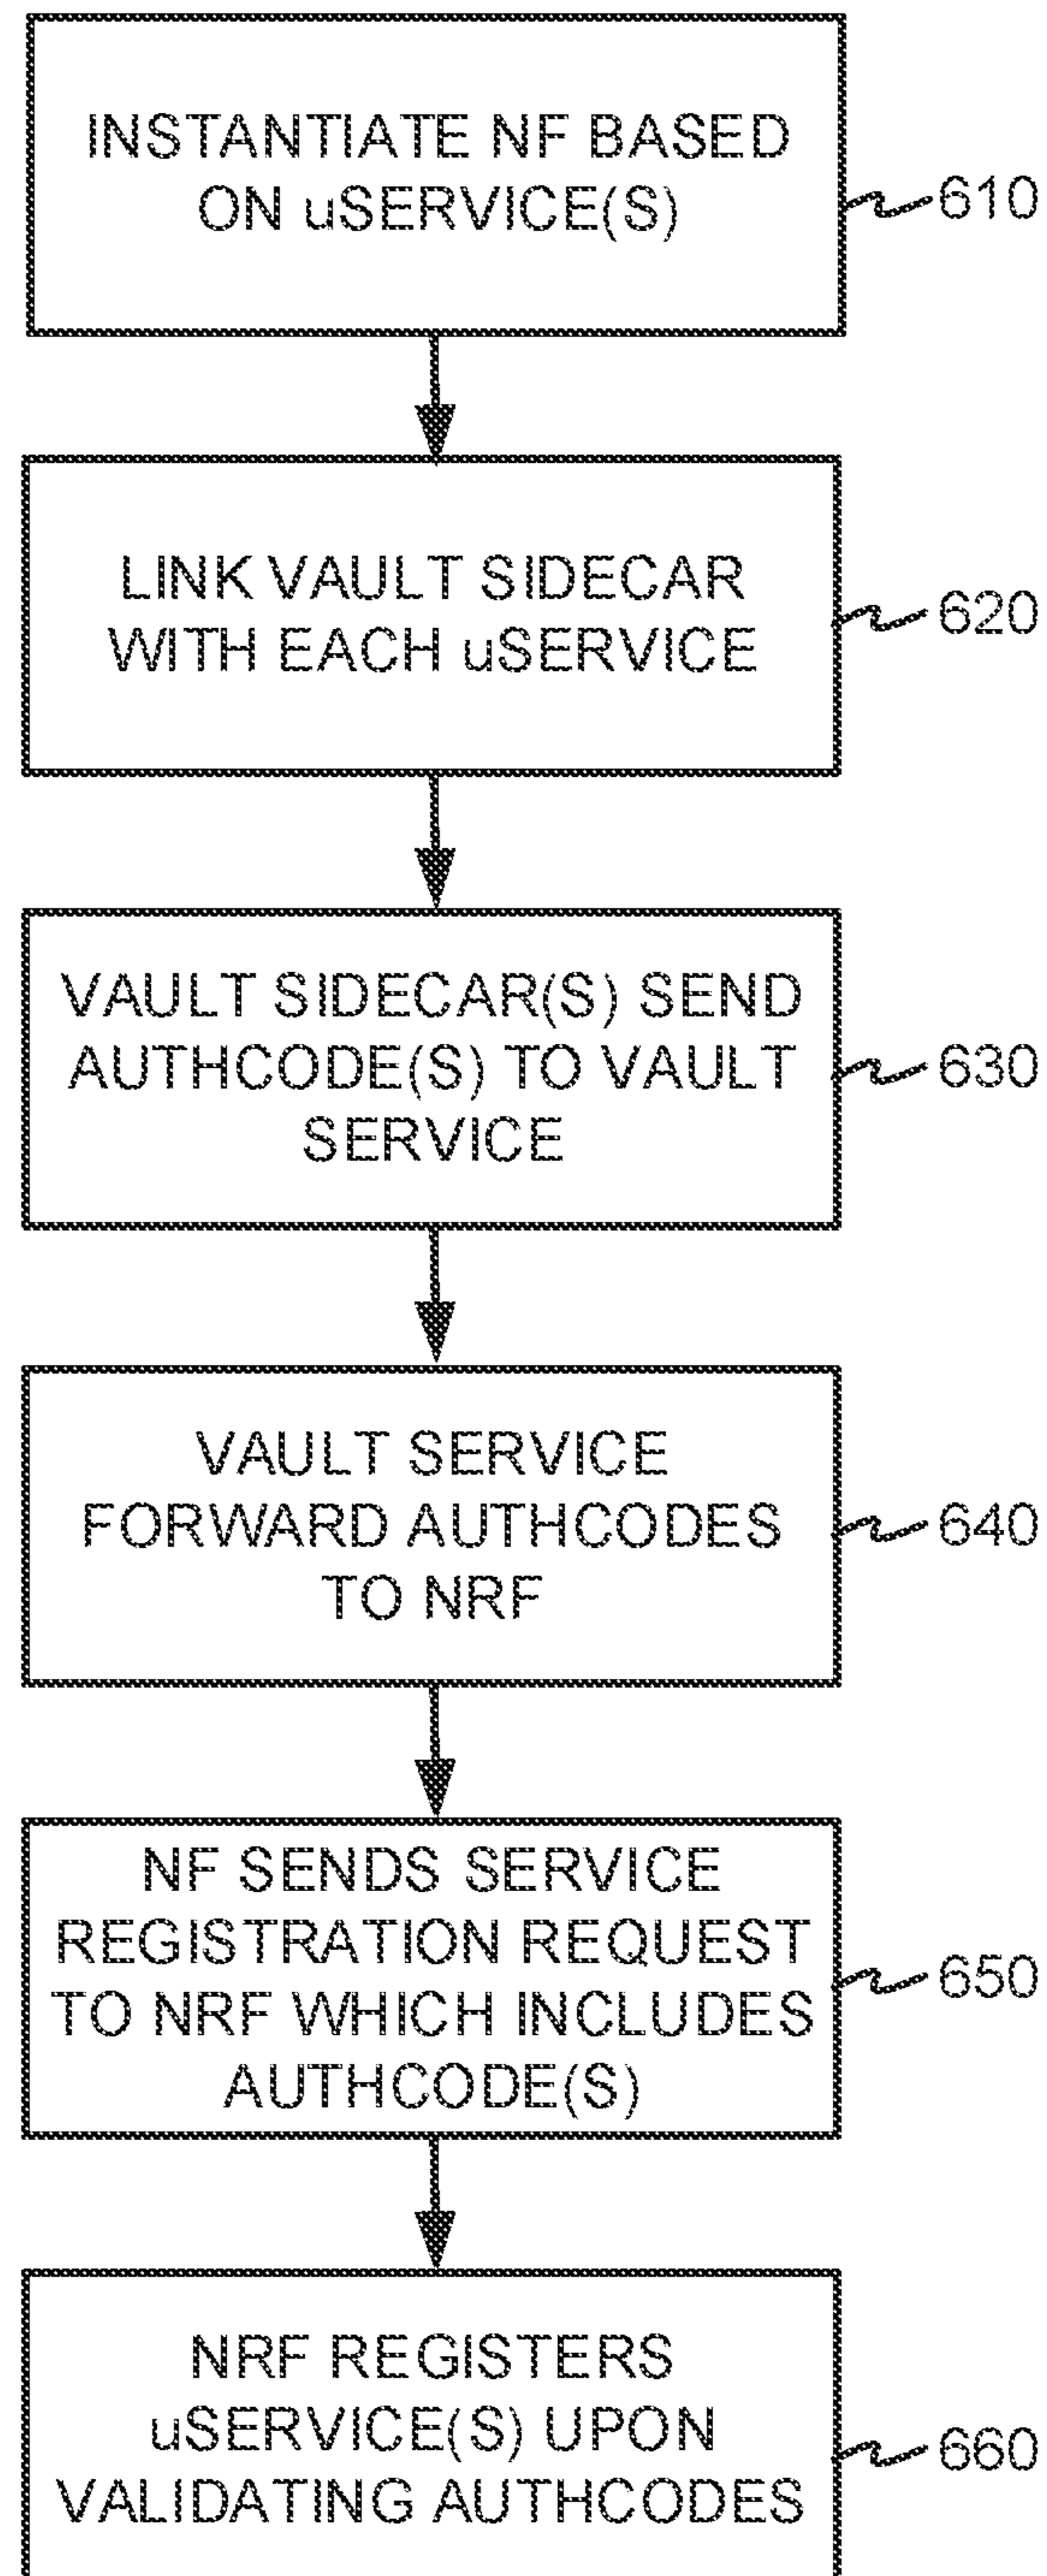 INSTANTIATE NF BASED
ON uSERVICE(S)
610
LINK VAULT SIDECAR
WITH EACH uSERVICE
620
VAULT SIDECAR(S) SEND
AUTHCODE(S) TO VAULT
SERVICE
630
VAULT SERVICE
FORWARD AUTHCODES
TO NRF
640
NF SENDS SERVICE
REGISTRATION REQUEST
TO NRF WHICH INCLUDES
AUTHCODE(S)
650
NRF REGISTERS
uSERVICE(S) UPON
VALIDATING AUTHCODES
660